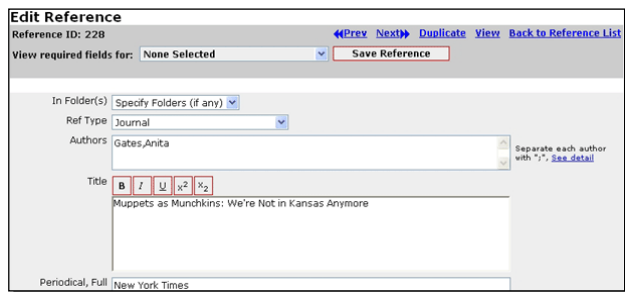 Edit Reference
Reference ID: 228
Prev Next Duplicate View Back to Reference List
View required fields for: None Selected Save Reference
In Folder(s) Specify Folders (if any)
Ref Type Journal
Authors Gates,Anita
Separate each author
with ";", See detail
Title B I U x² x₂
Muppets as Munchkins: We're Not in Kansas Anymore
Periodical, Full New York Times